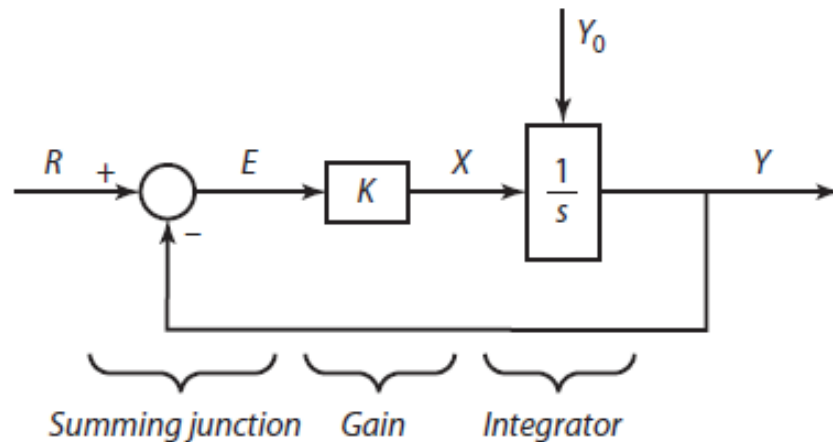 Y₀
R + E K X 1/s Y
−
Summing junction Gain Integrator